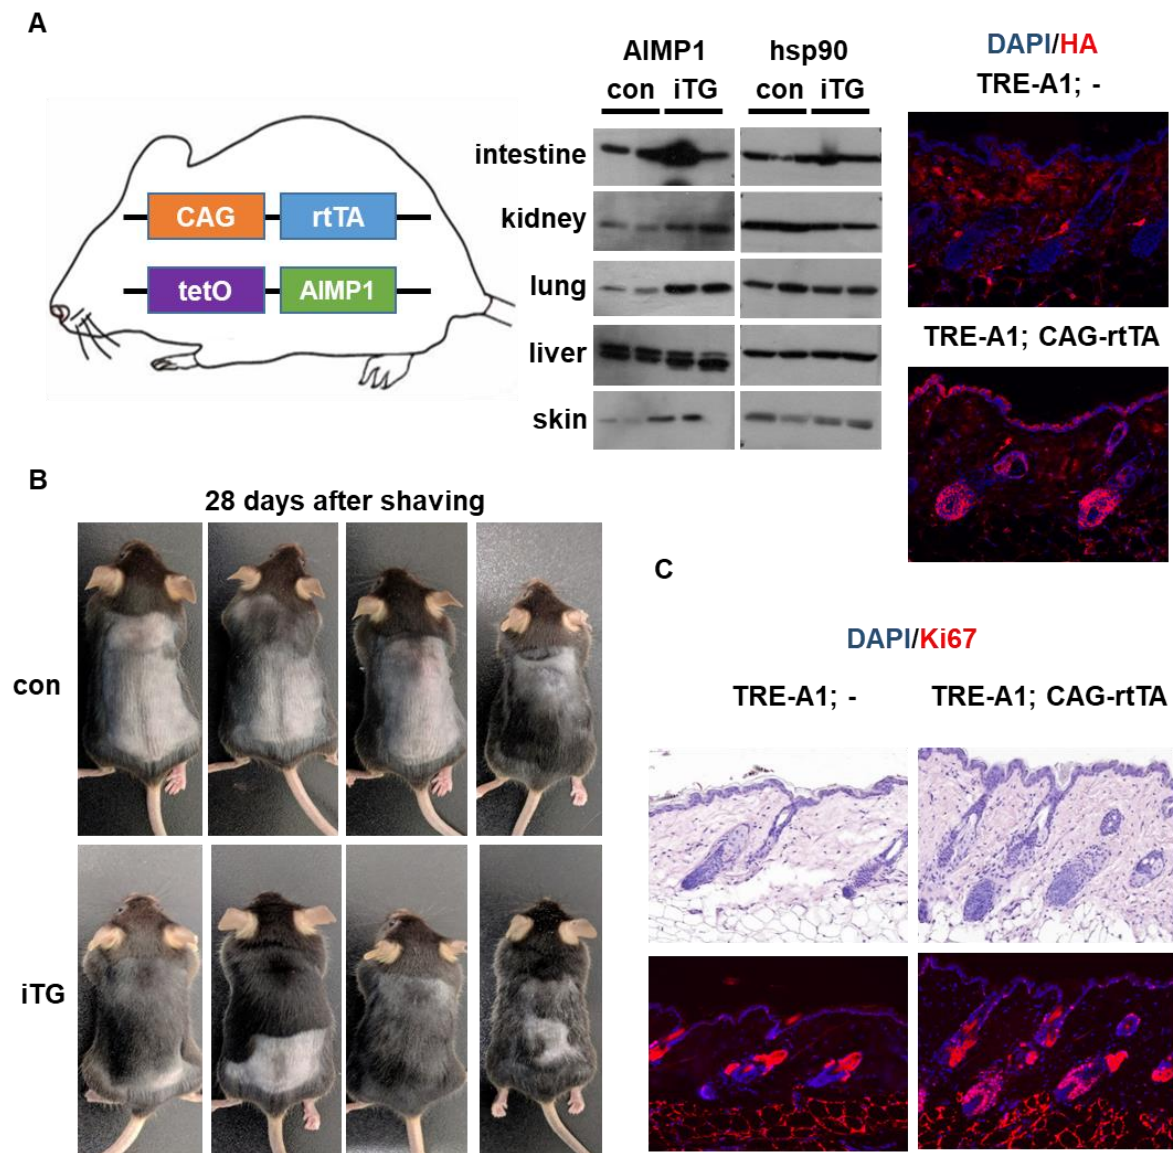 A
AIMP1 hsp90
con iTG con iTG
intestine
kidney
lung
liver
skin
CAG rtTA
tetO AIMP1
DAPI/HA
TRE-A1; -
TRE-A1; CAG-rtTA
B
28 days after shaving
con
iTG
C
DAPI/Ki67
TRE-A1; - TRE-A1; CAG-rtTA